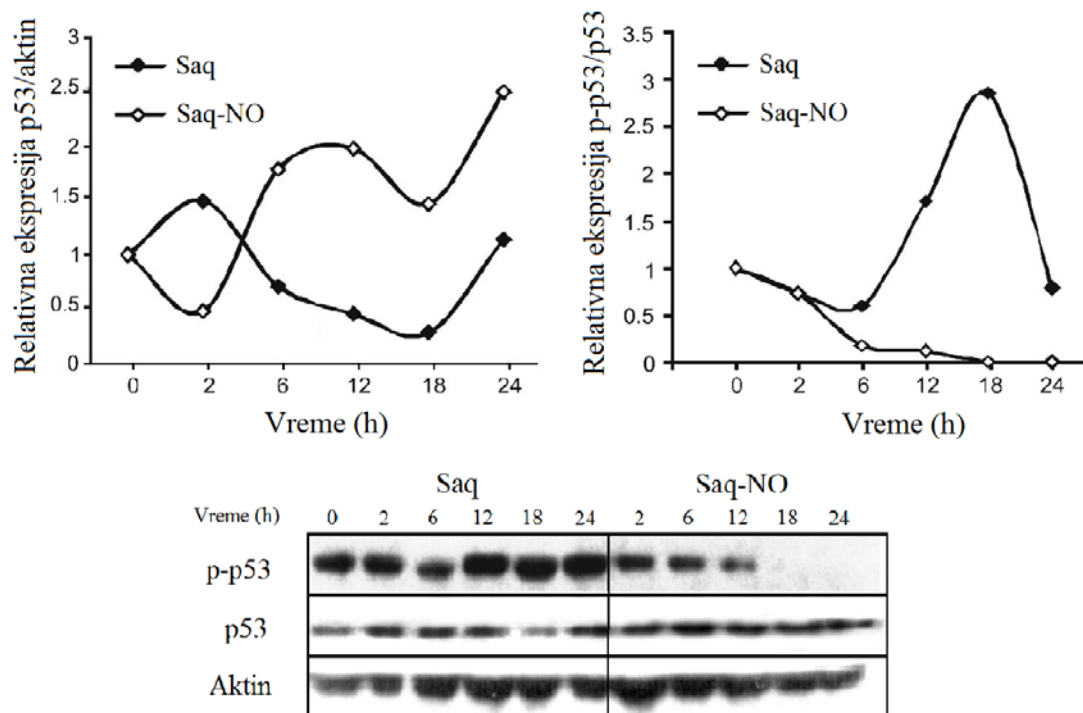 Relativna ekspresija p53/aktin
3
2.5
2
1.5
1
0.5
0
Saq
Saq-NO
0 2 6 12 18 24
Vreme (h)
Relativna ekspresija p-p53/p53
3.5
3
2.5
2
1.5
1
0.5
0
Saq
Saq-NO
0 2 6 12 18 24
Vreme (h)
Saq Saq-NO
Vreme (h) 0 2 6 12 18 24 2 6 12 18 24
p-p53
p53
Aktin